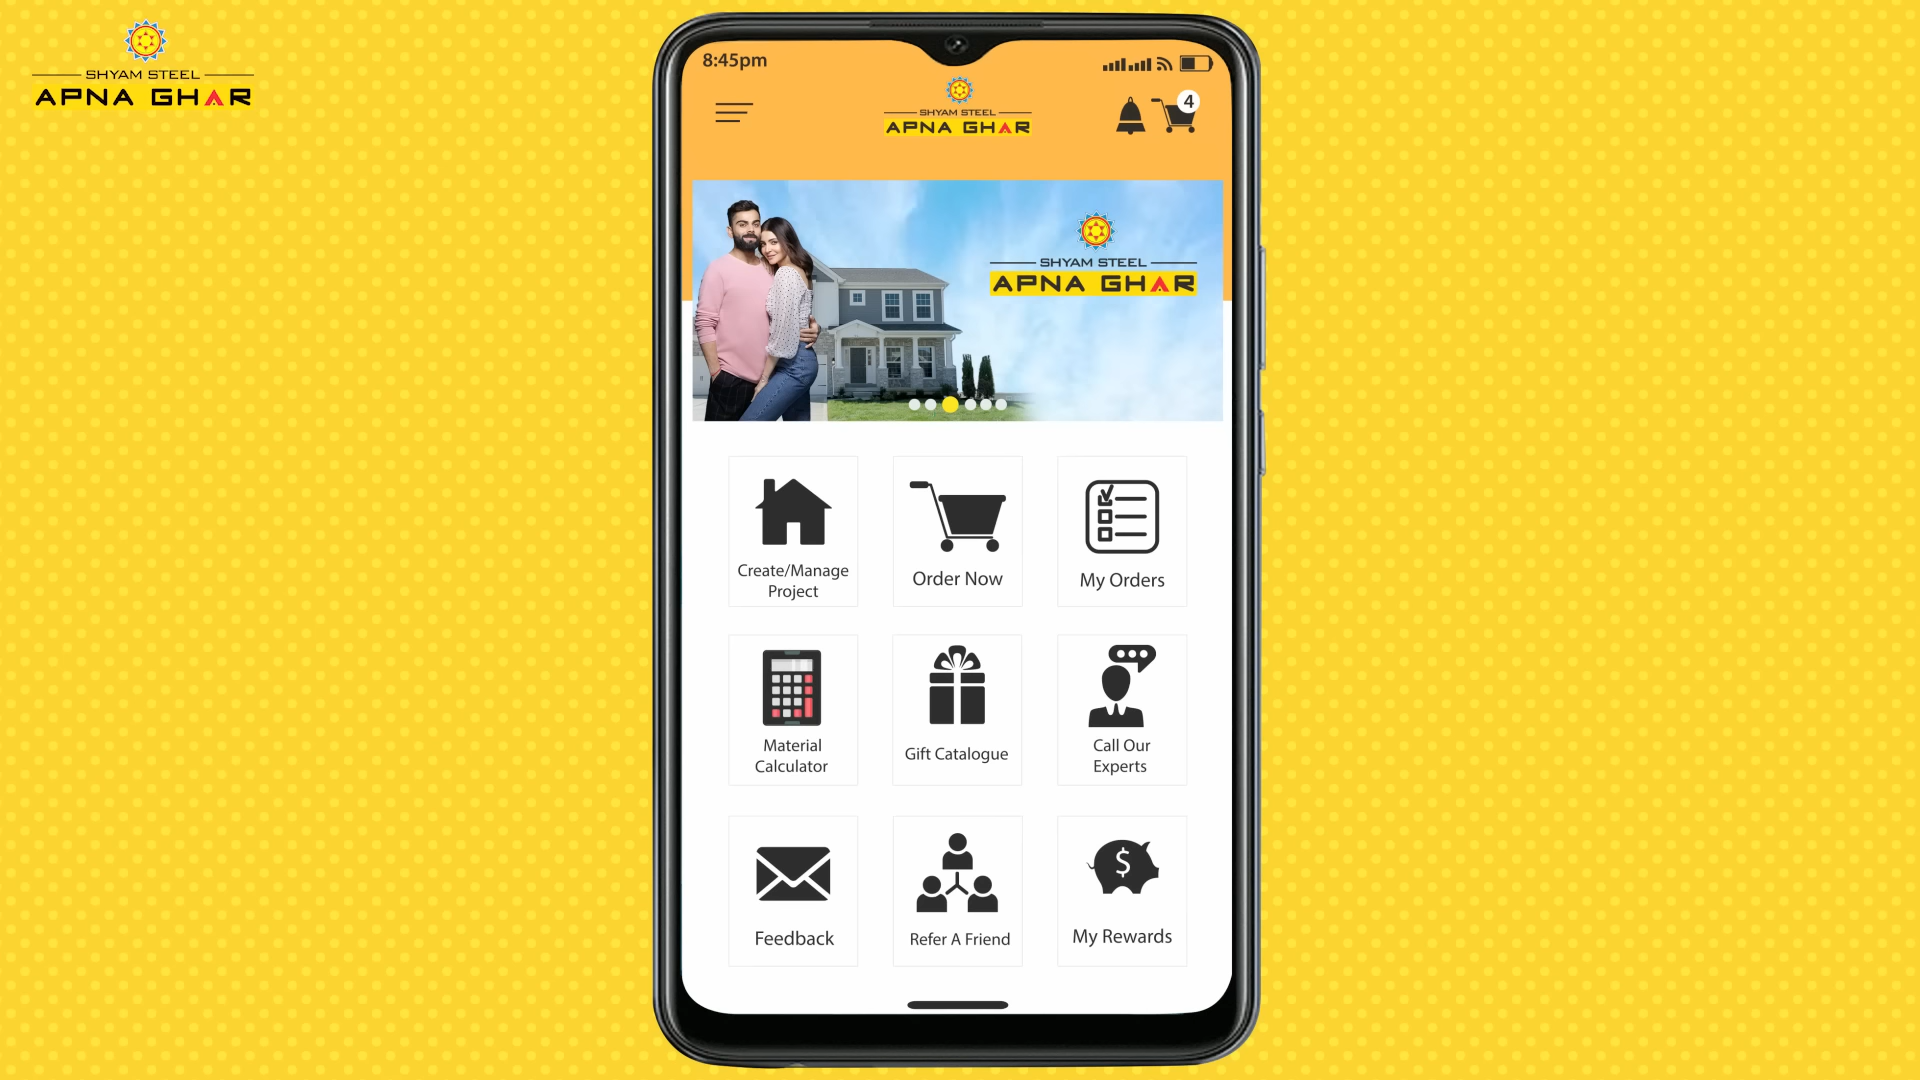 SHYAM STEEL
APNA GHAR
8:45pm
4
SHYAM STEEL
APNA GHAR
SHYAM STEEL
APNA GHAR
Create/Manage
Project
Order Now
My Orders
Material
Calculator
Gift Catalogue
Call Our
Experts
Feedback
Refer A Friend
$
My Rewards